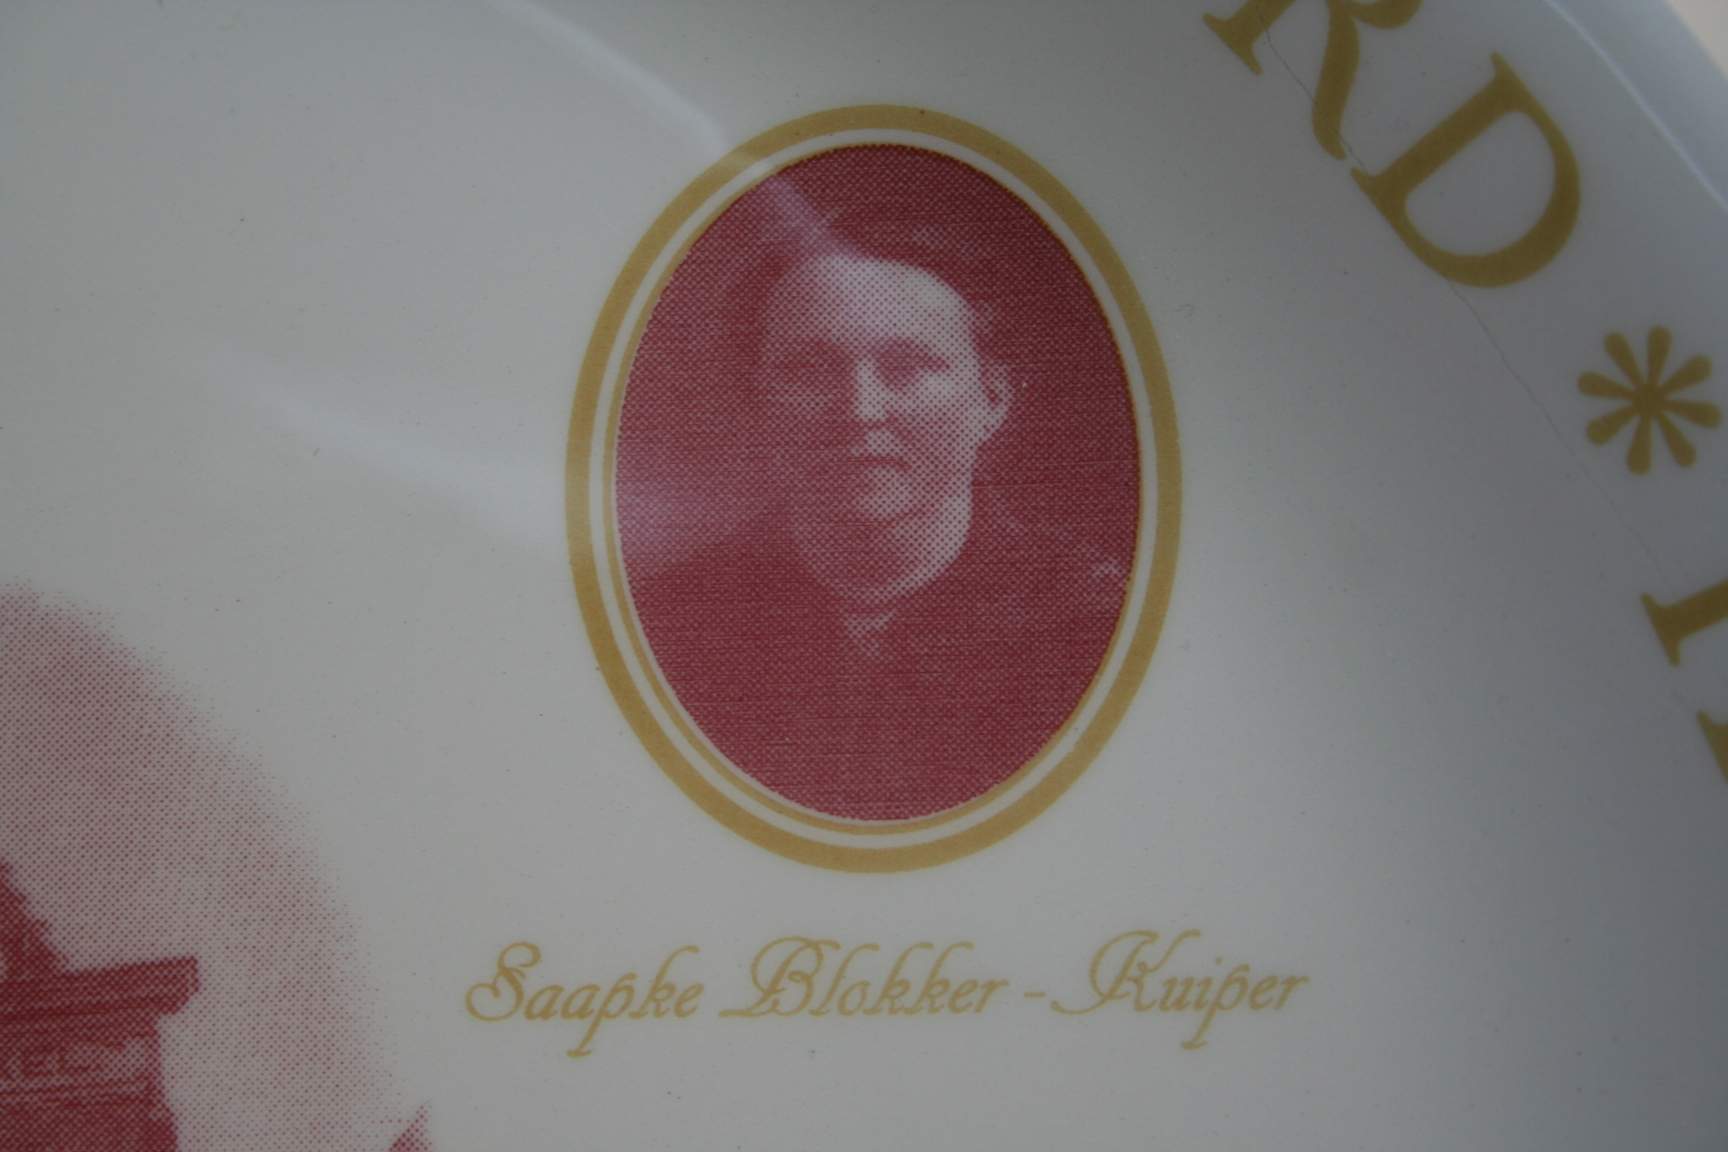 RD *
Saapke Blokker - Kuiper